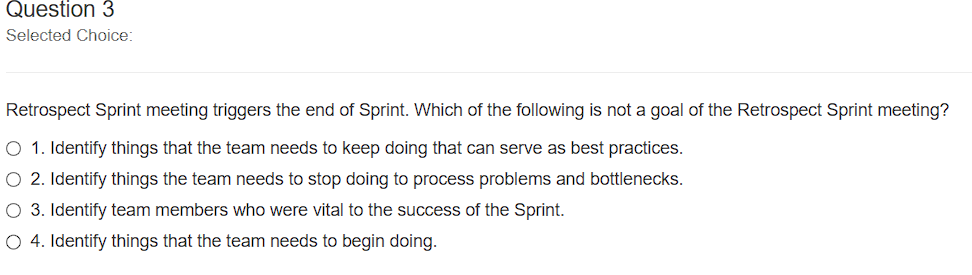 Question 3
Selected Choice:
Retrospect Sprint meeting triggers the end of Sprint. Which of the following is not a goal of the Retrospect Sprint meeting?
1. Identify things that the team needs to keep doing that can serve as best practices.
2. Identify things the team needs to stop doing to process problems and bottlenecks.
3. Identify team members who were vital to the success of the Sprint.
4. Identify things that the team needs to begin doing.